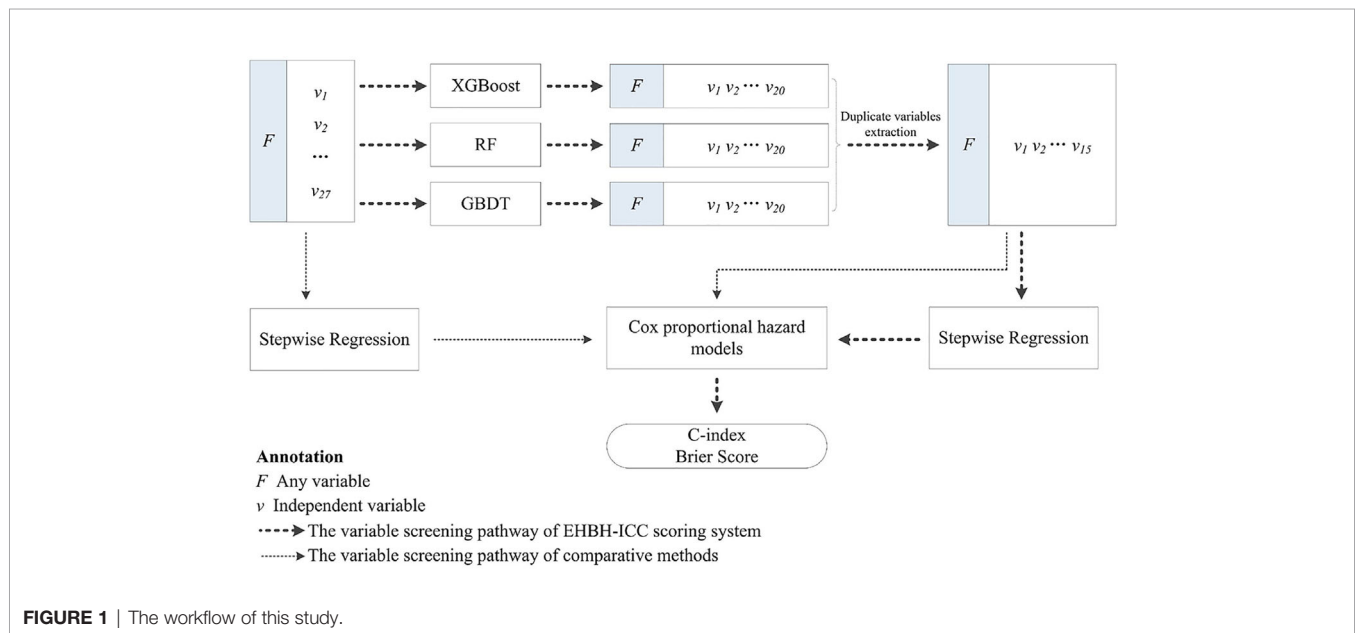 F
v1
v2
...
v27
XGBoost
RF
GBDT
F v1 v2 ⋯ v20
F v1 v2 ⋯ v20
F v1 v2 ⋯ v20
Duplicate variables
extraction
F v1 v2 ⋯ v15
Stepwise Regression
Cox proportional hazard
models
Stepwise Regression
C-index
Brier Score
Annotation
F Any variable
v Independent variable
The variable screening pathway of EHBH-ICC scoring system
The variable screening pathway of comparative methods
FIGURE 1 | The workflow of this study.